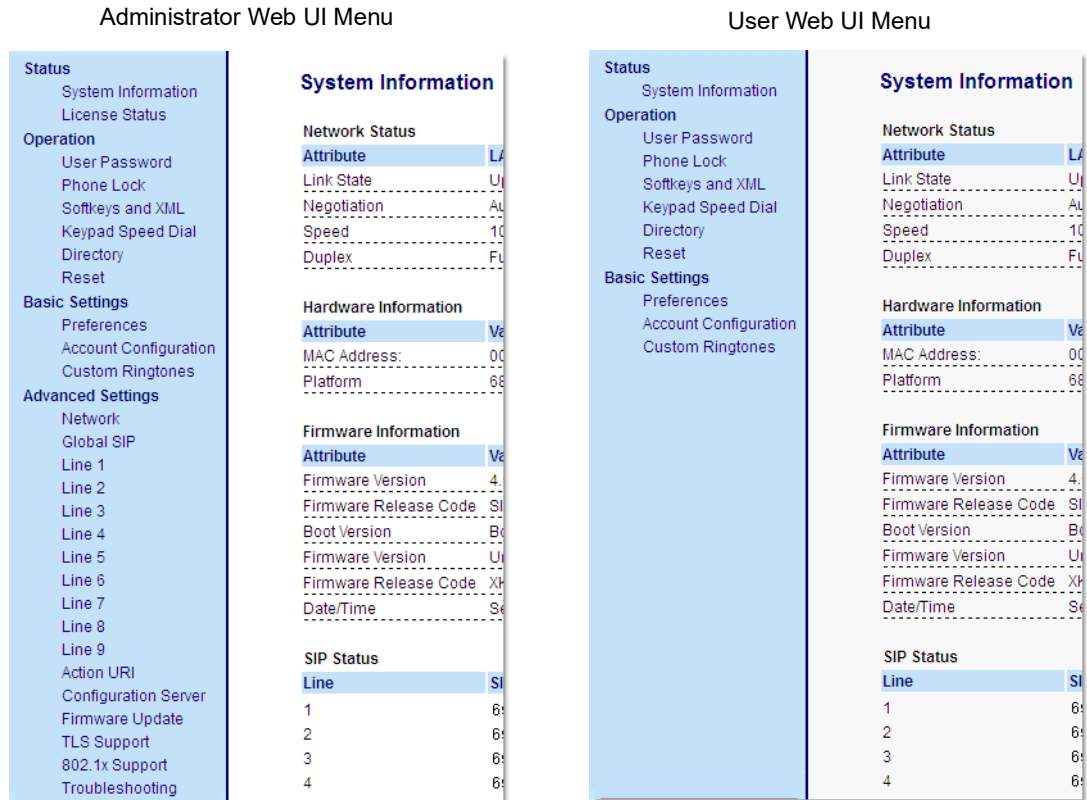 Administrator Web UI Menu
Status
System Information
License Status
Operation
User Password
Phone Lock
Softkeys and XML
Keypad Speed Dial
Directory
Reset
Basic Settings
Preferences
Account Configuration
Custom Ringtones
Advanced Settings
Network
Global SIP
Line 1
Line 2
Line 3
Line 4
Line 5
Line 6
Line 7
Line 8
Line 9
Action URI
Configuration Server
Firmware Update
TLS Support
802.1x Support
Troubleshooting
System Information
Network Status
Attribute
Link State
Negotiation
Speed
Duplex
Hardware Information
Attribute
MAC Address:
Platform
Firmware Information
Attribute
Firmware Version
Firmware Release Code
Boot Version
Firmware Version
Firmware Release Code
Date/Time
SIP Status
Line
1
2
3
4
User Web UI Menu
Status
System Information
Operation
User Password
Phone Lock
Softkeys and XML
Keypad Speed Dial
Directory
Reset
Basic Settings
Preferences
Account Configuration
Custom Ringtones
System Information
Network Status
Attribute
Link State
Negotiation
Speed
Duplex
Hardware Information
Attribute
MAC Address:
Platform
Firmware Information
Attribute
Firmware Version
Firmware Release Code
Boot Version
Firmware Version
Firmware Release Code
Date/Time
SIP Status
Line
1
2
3
4